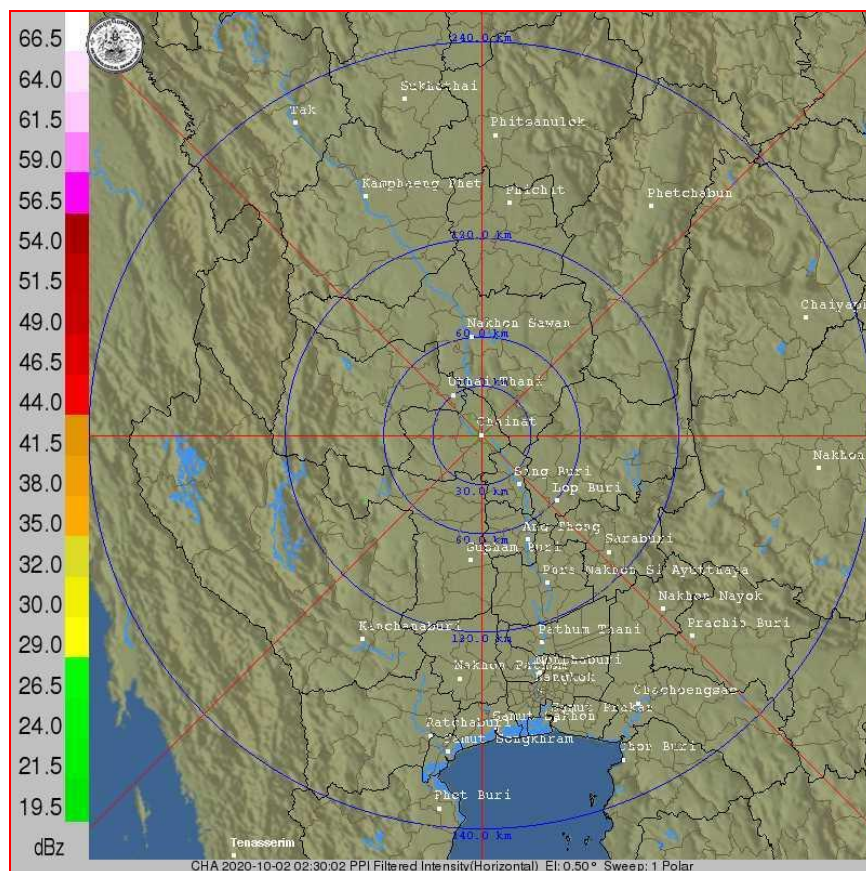 66.5
64.0
61.5
59.0
56.5
54.0
51.5
49.0
46.5
44.0
41.5
38.0
35.0
32.0
30.0
29.0
26.5
24.0
21.5
19.5
dBz
240.0 km
Sukhothai
Tak
Phitsanulok
Kamphaeng Phet
Phichit
Phetchabun
120.0 km
Chaiyaph
Nakhon Sawan
60.0 km
Uthai Thani
Chainat
Nakhon
Sing Buri
30.0 km
Lop Buri
Ang Thong
60.0 km
Saraburi
Pora Nakhon Si Ayutthaya
Nakhon Nayok
Kanchanaburi
120.0 km
Pathum Thani
Prachin Buri
Nonthaburi
Nakhon Pathom
Bangkok
Chachoengsao
Samut Prakan
Samut Sakhon
Ratchaburi
Samut Songkhram
Chon Buri
Phet Buri
240.0 km
Tenasserim
CHA 2020-10-02 02:30:02 PPI Filtered Intensity(Horizontal) El: 0.50° Sweep: 1 Polar